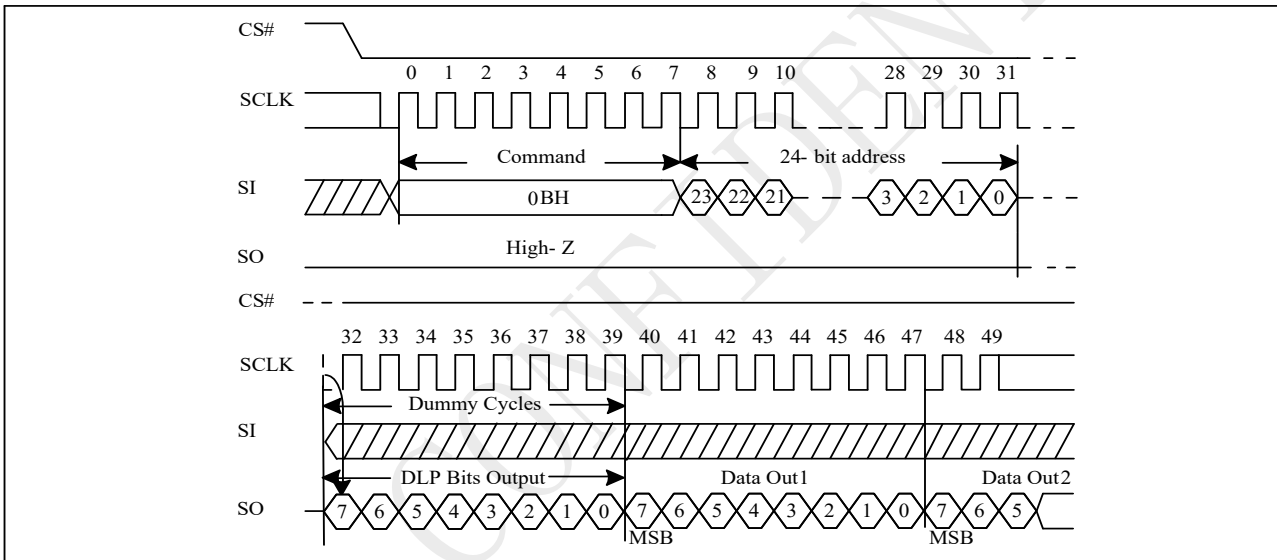 CS#
0 1 2 3 4 5 6 7 8 9 10 28 29 30 31
SCLK
Command 24- bit address
SI 0BH 23 22 21 3 2 1 0
High- Z
SO
CS#
32 33 34 35 36 37 38 39 40 41 42 43 44 45 46 47 48 49
SCLK
Dummy Cycles
SI
DLP Bits Output Data Out1 Data Out2
SO 7 6 5 4 3 2 1 0 7 6 5 4 3 2 1 0 7 6 5
MSB MSB
CONFIDEN